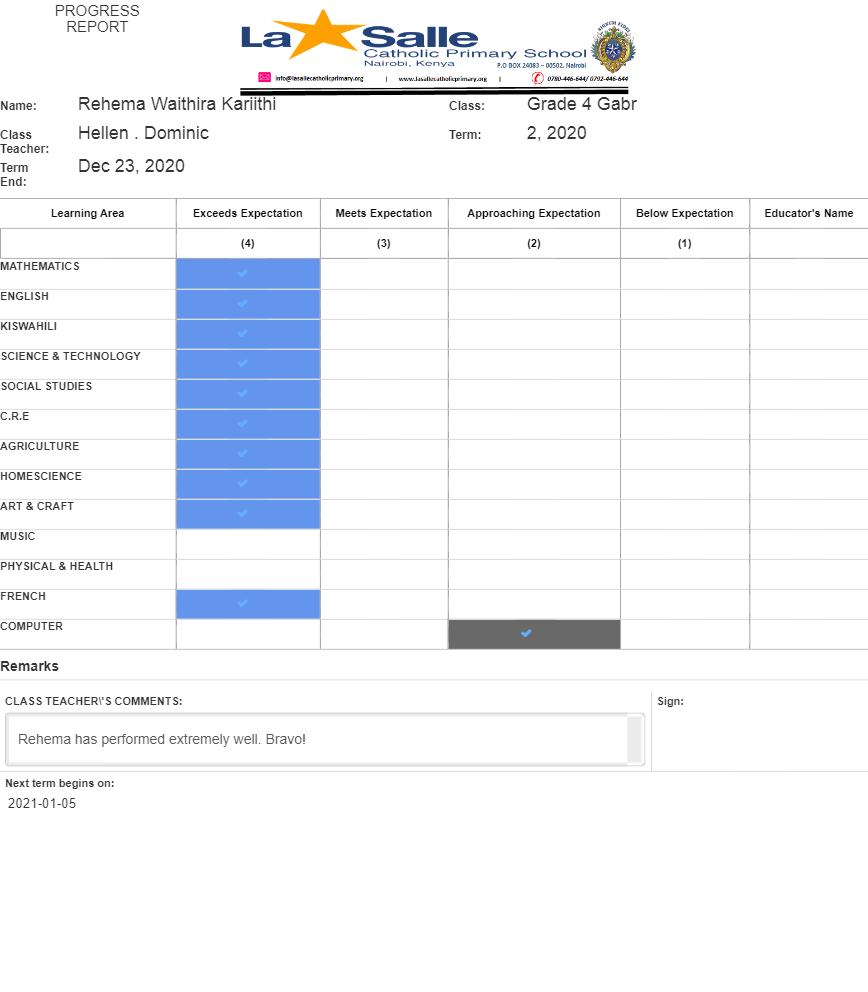 PROGRESS
REPORT
La Salle
Catholic Primary School
Nairobi, Kenya
P.O BOX 24083 – 00502, Nairobi
info@lasallecatholicprimary.org | www.lasallecatholicprimary.org | 0780-446-644/ 0792-446-644
Name: Rehema Waithira Kariithi Class: Grade 4 Gabr
Class Teacher: Hellen . Dominic Term: 2, 2020
Term End: Dec 23, 2020
Learning Area Exceeds Expectation Meets Expectation Approaching Expectation Below Expectation Educator's Name
(4) (3) (2) (1)
MATHEMATICS
ENGLISH
KISWAHILI
SCIENCE & TECHNOLOGY
SOCIAL STUDIES
C.R.E
AGRICULTURE
HOMESCIENCE
ART & CRAFT
MUSIC
PHYSICAL & HEALTH
FRENCH
COMPUTER
Remarks
CLASS TEACHER\'S COMMENTS: Sign:
Rehema has performed extremely well. Bravo!
Next term begins on:
2021-01-05